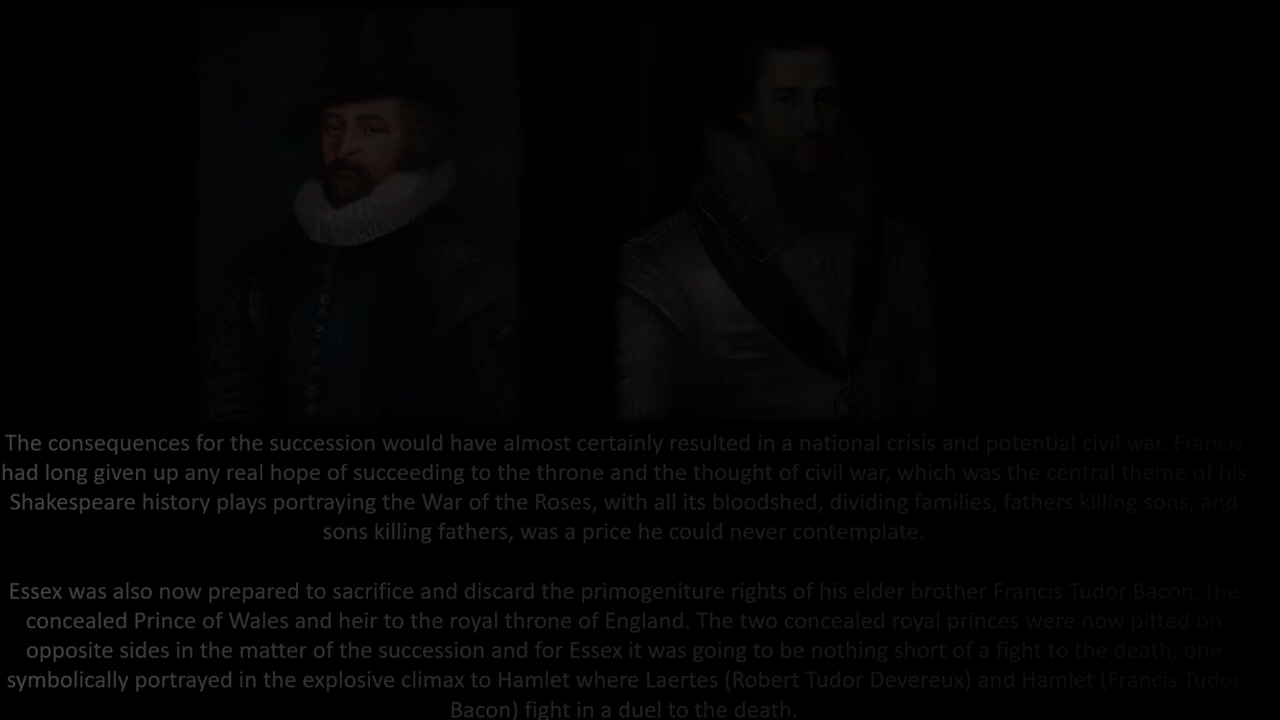 The consequences for the succession would have almost certainly resulted in a national crisis and potential civil war. Francis
had long given up any real hope of succeeding to the throne and the thought of civil war, which was the central theme of his
Shakespeare history plays portraying the War of the Roses, with all its bloodshed, dividing families, fathers killing sons, and
sons killing fathers, was a price he could never contemplate.
Essex was also now prepared to sacrifice and discard the primogeniture rights of his elder brother Francis Tudor Bacon, the
concealed Prince of Wales and heir to the royal throne of England. The two concealed royal princes were now pitted on
opposite sides in the matter of the succession and for Essex it was going to be nothing short of a fight to the death, one
symbolically portrayed in the explosive climax to Hamlet where Laertes (Robert Tudor Devereux) and Hamlet (Francis Tudor
Bacon) fight in a duel to the death.